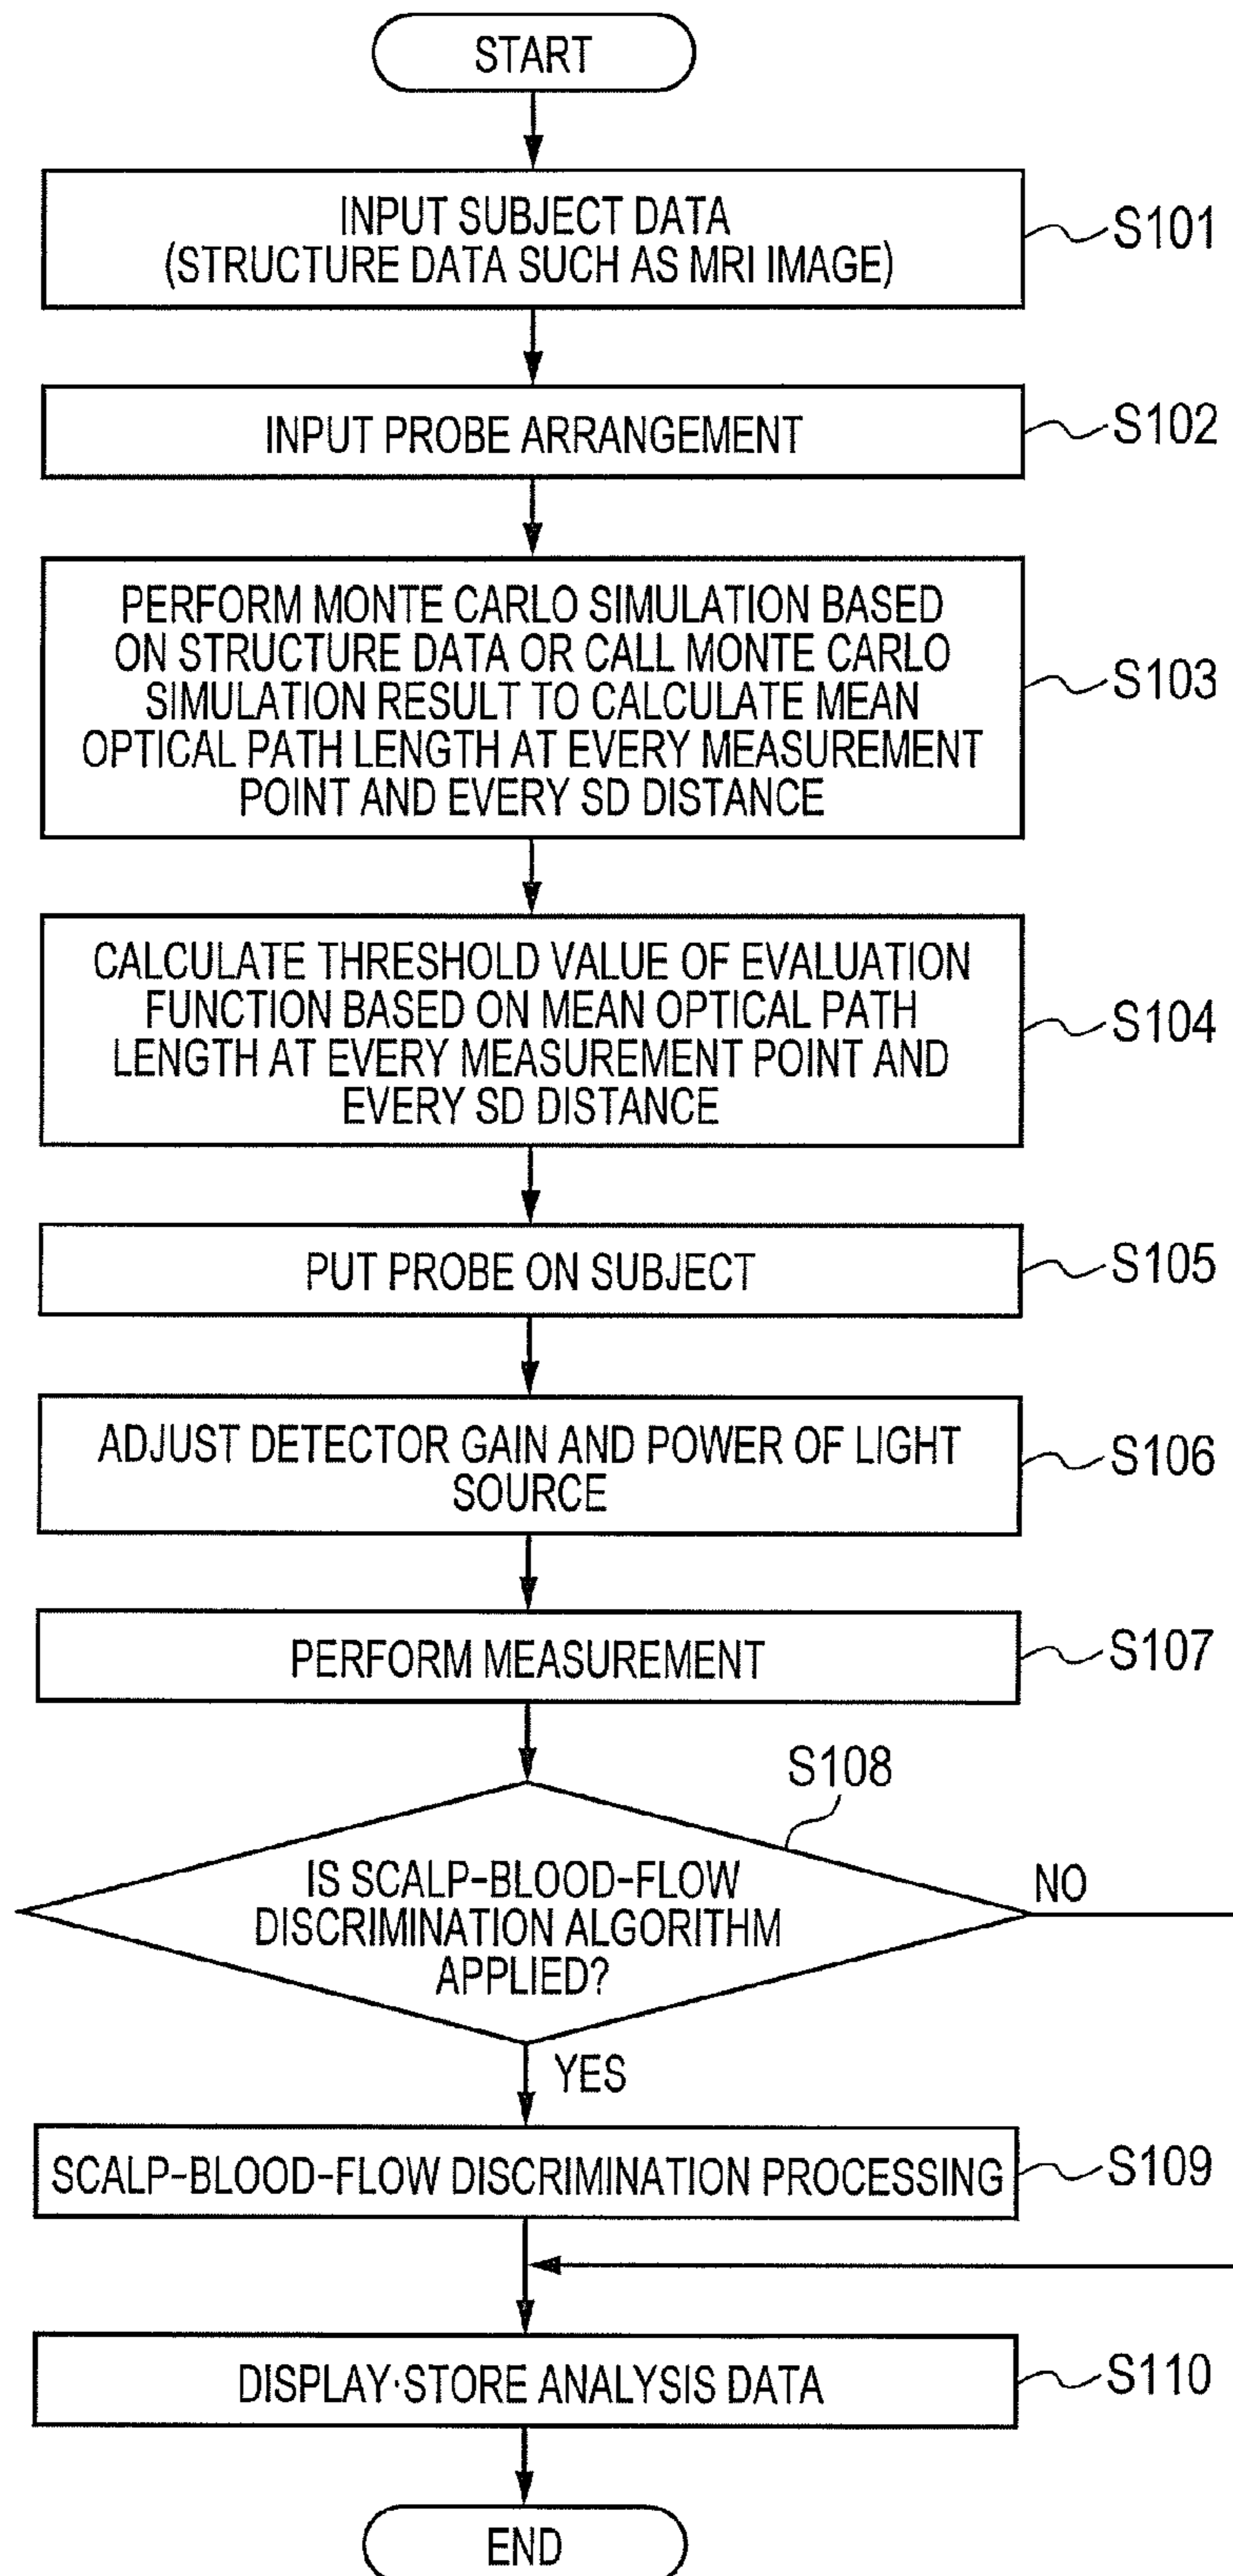 START
INPUT SUBJECT DATA
(STRUCTURE DATA SUCH AS MRI IMAGE)
S101
INPUT PROBE ARRANGEMENT
S102
PERFORM MONTE CARLO SIMULATION BASED
ON STRUCTURE DATA OR CALL MONTE CARLO
SIMULATION RESULT TO CALCULATE MEAN
OPTICAL PATH LENGTH AT EVERY MEASUREMENT
POINT AND EVERY SD DISTANCE
S103
CALCULATE THRESHOLD VALUE OF EVALUATION
FUNCTION BASED ON MEAN OPTICAL PATH
LENGTH AT EVERY MEASUREMENT POINT AND
EVERY SD DISTANCE
S104
PUT PROBE ON SUBJECT
S105
ADJUST DETECTOR GAIN AND POWER OF LIGHT
SOURCE
S106
PERFORM MEASUREMENT
S107
S108
IS SCALP-BLOOD-FLOW
DISCRIMINATION ALGORITHM
APPLIED?
NO
YES
SCALP-BLOOD-FLOW DISCRIMINATION PROCESSING
S109
DISPLAY·STORE ANALYSIS DATA
S110
END